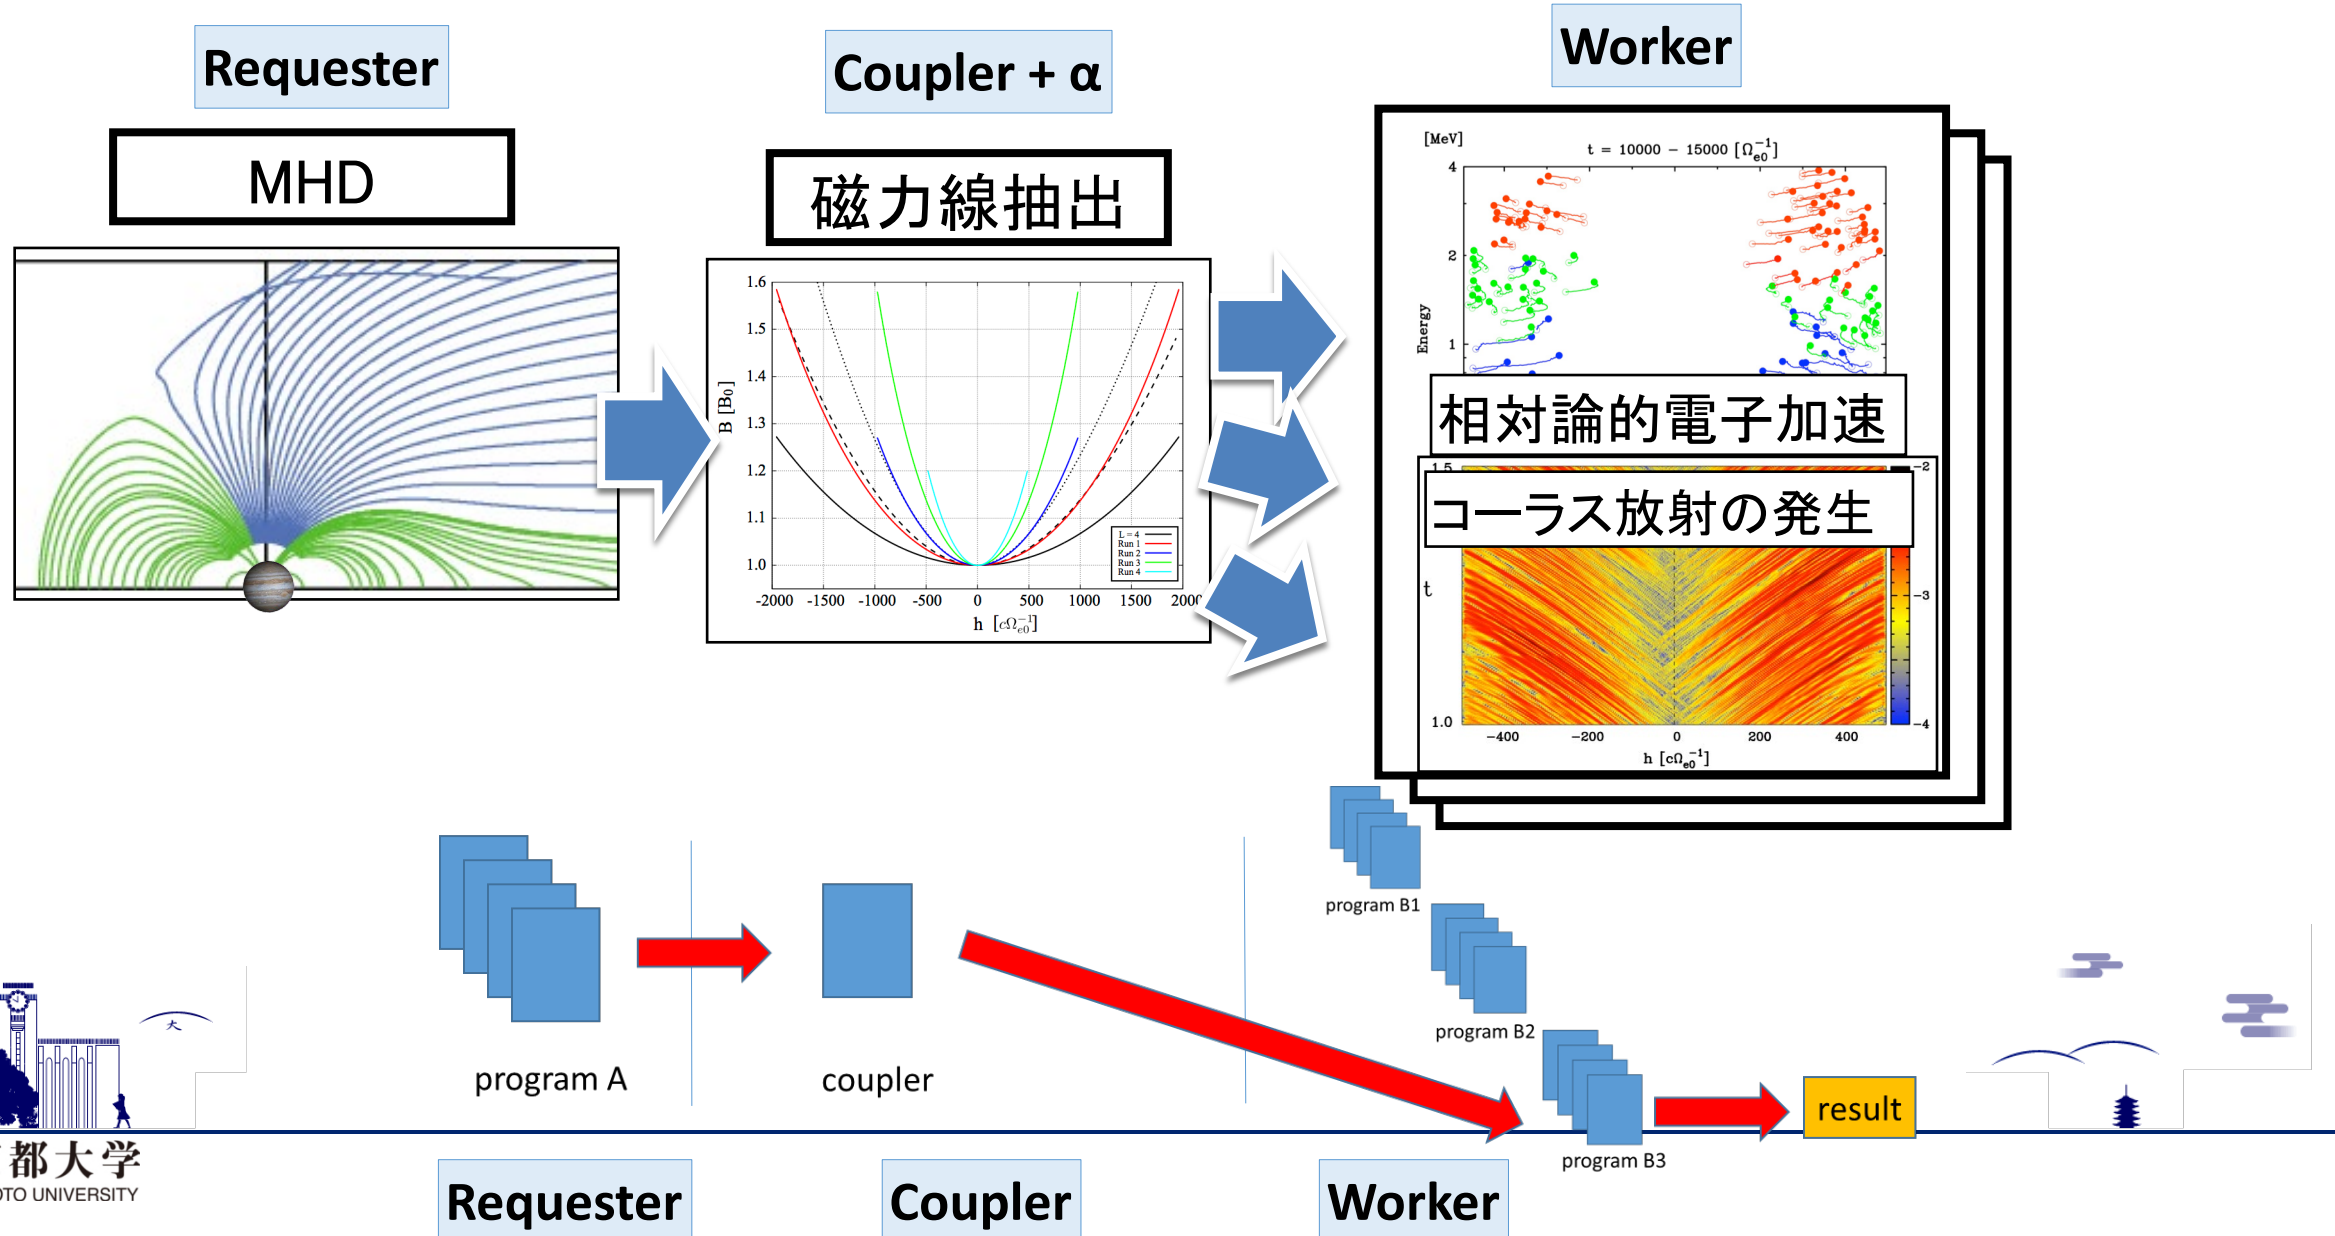 Requester
Coupler + α
Worker
MHD
磁力線抽出
[MeV]
t = 10000 − 15000 [Ω_e0^-1]
4
2
1
Energy
1.6
1.5
1.4
1.3
1.2
1.1
1.0
B [B0]
L = 4
Run 1
Run 2
Run 3
Run 4
-2000 -1500 -1000 -500 0 500 1000 1500 2000
h [cΩ_e0^-1]
相対論的電子加速
1.5
−2
コーラス放射の発生
t
−3
1.0
−4
−400 −200 0 200 400
h [cΩ_e0^-1]
program B1
program B2
program B3
program A
coupler
result
大
都大学
OTO UNIVERSITY
Requester
Coupler
Worker